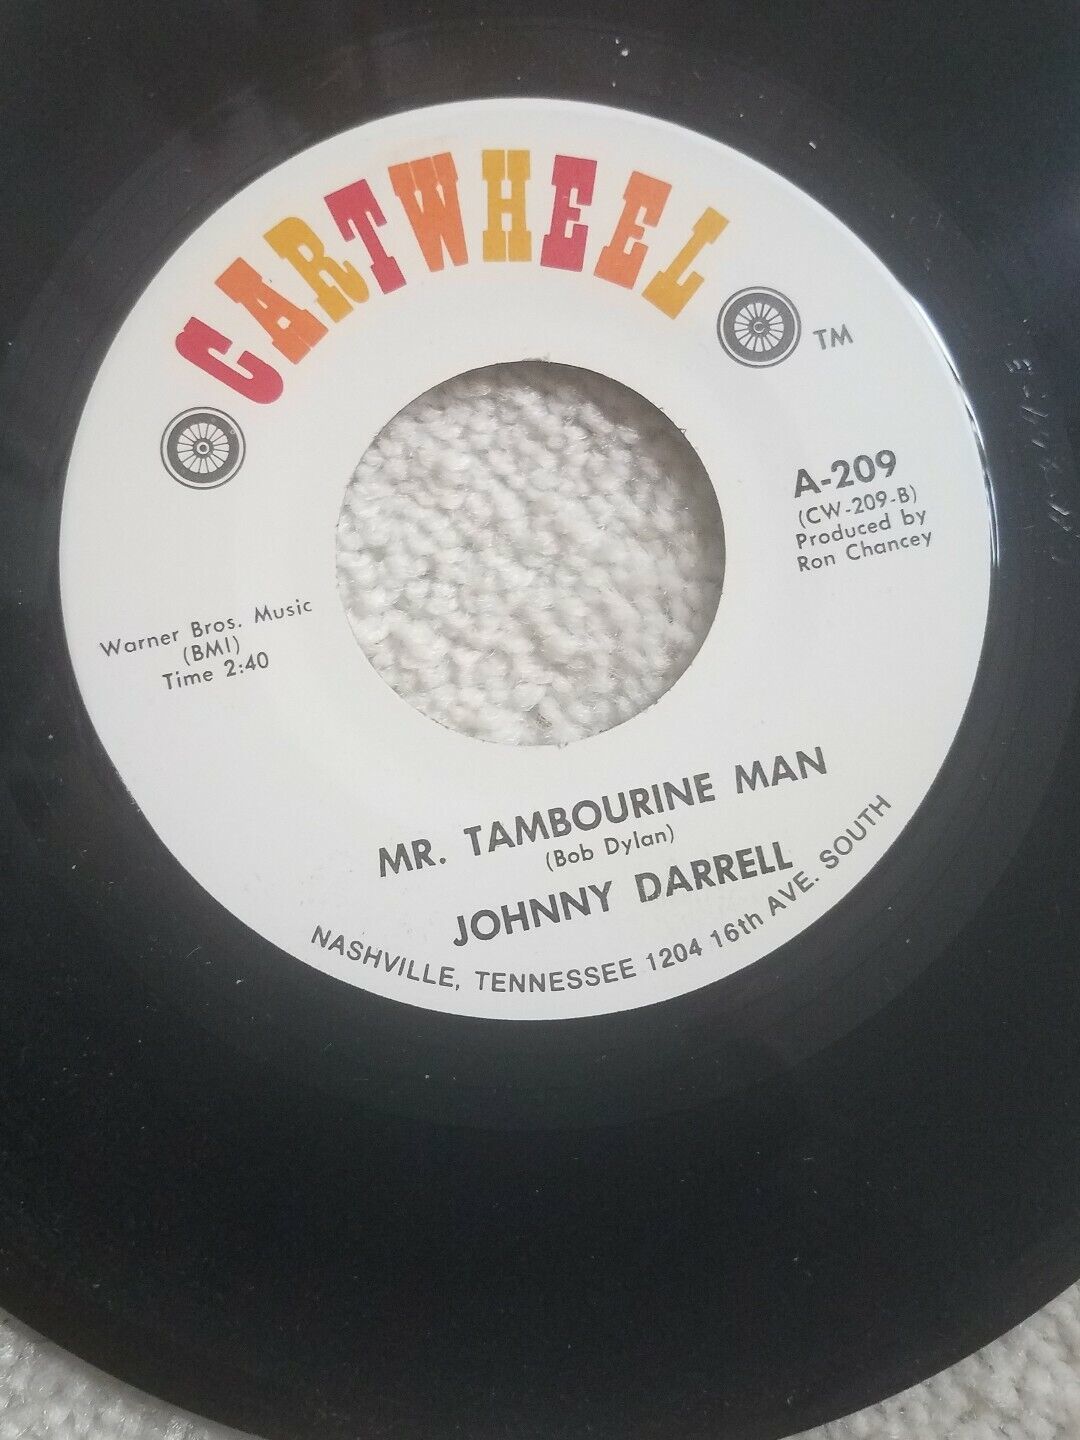 CARTWHEEL
TM
A-209
(CW-209-B)
Produced by
Ron Chancey
Warner Bros. Music
(BMI)
Time 2:40
MR. TAMBOURINE MAN
(Bob Dylan)
JOHNNY DARRELL
NASHVILLE, TENNESSEE 1204 16th AVE. SOUTH